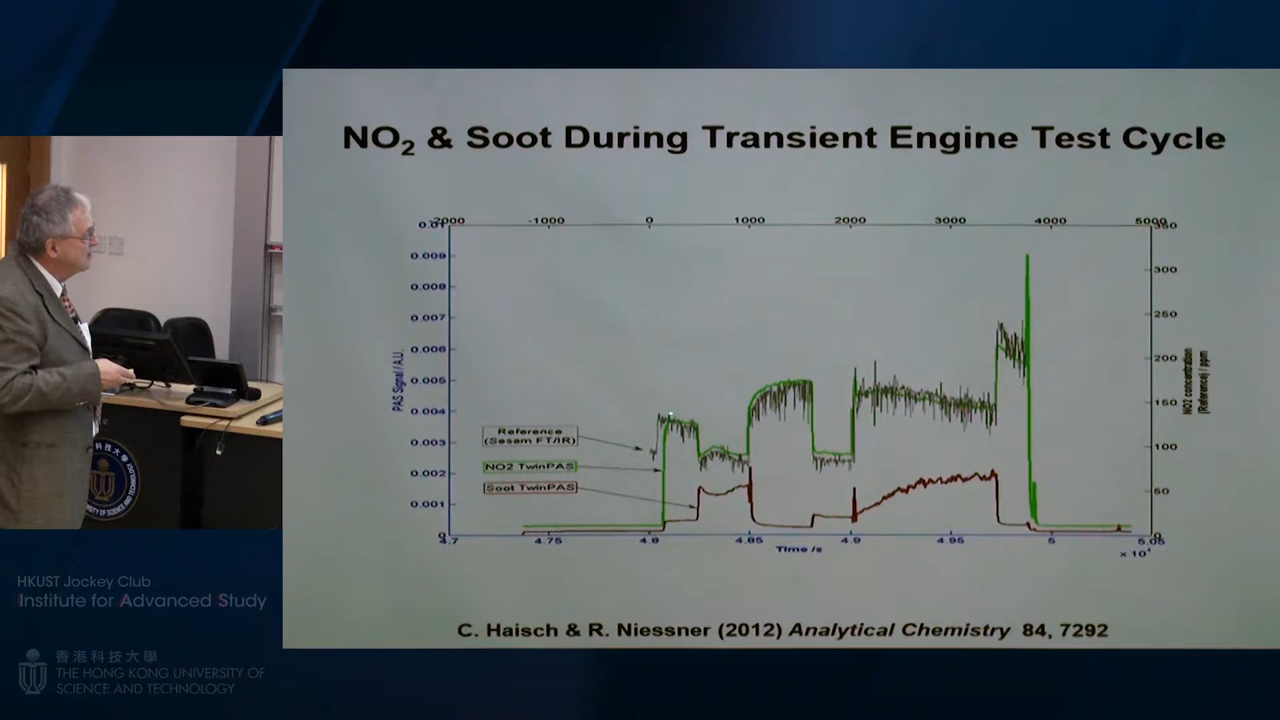 NO₂ & Soot During Transient Engine Test Cycle
-2000 -1000 0 1000 2000 3000 4000 5000
0.01 350
0.009
0.008 300
0.007 250
0.006 200
0.005
0.004 150
0.003 100
0.002
0.001 50
0 0
PAS Signal / A.U.
NO2 concentration
(Reference) / ppm
Reference
(Sesam FT/IR)
NO2 TwinPAS
Soot TwinPAS
4.7 4.75 4.8 4.85 4.9 4.95 5 5.05
Time /s
x 10⁴
C. Haisch & R. Niessner (2012) Analytical Chemistry 84, 7292
HKUST Jockey Club
Institute for Advanced Study
香港科技大學
THE HONG KONG UNIVERSITY OF
SCIENCE AND TECHNOLOGY